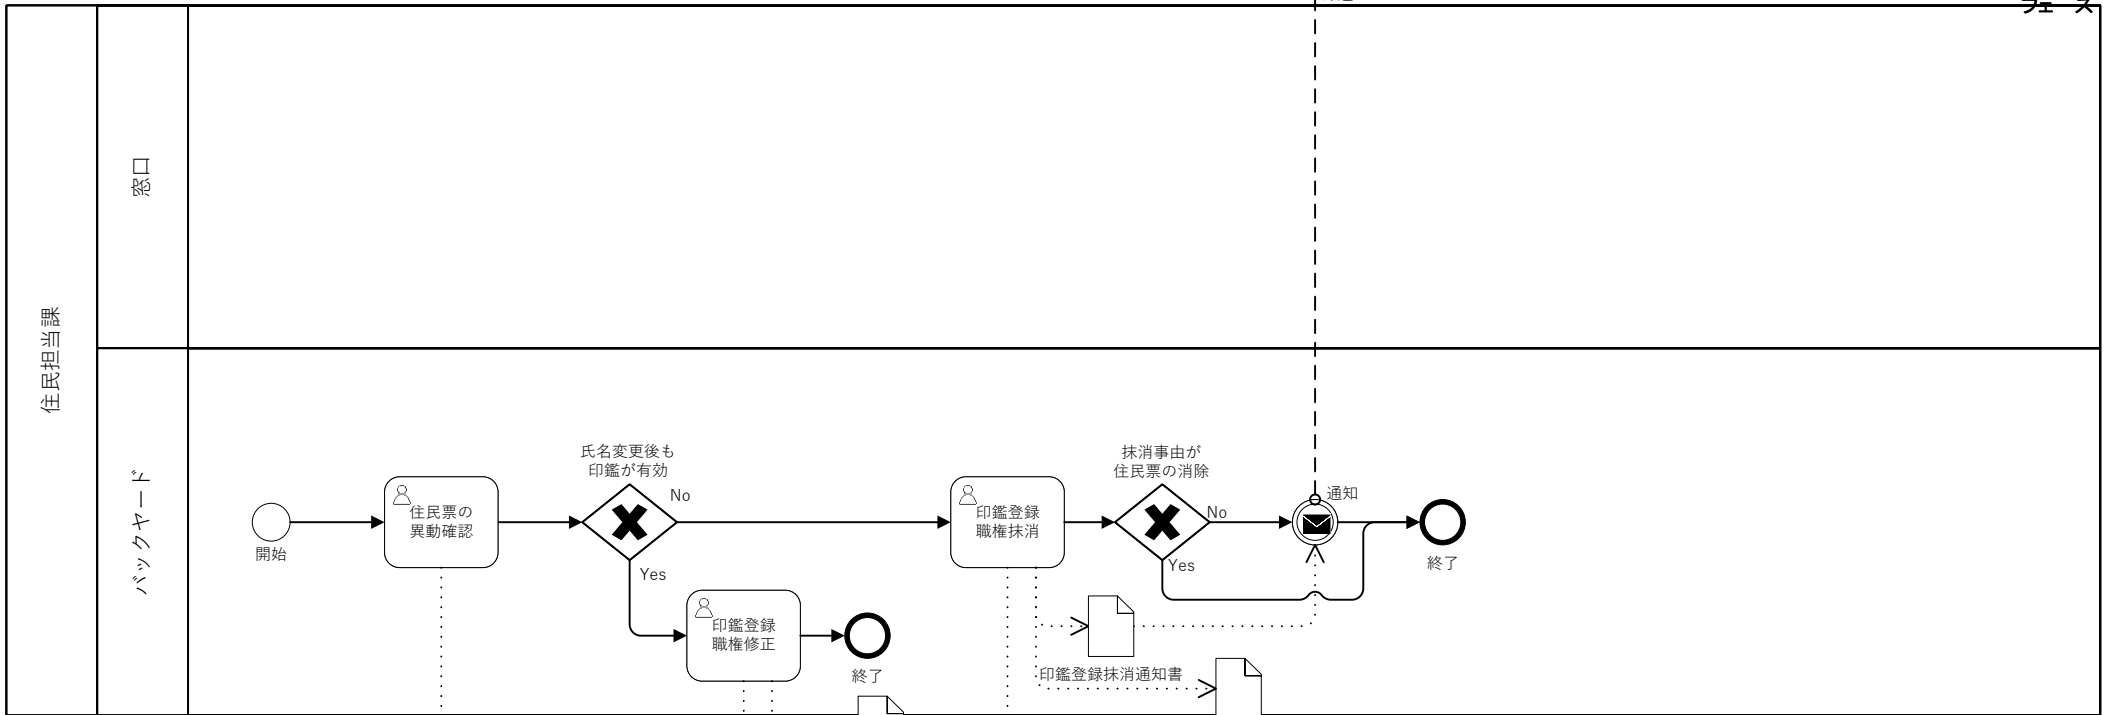 フェーズ
住民担当課
窓口
バックヤード
開始
住民票の
異動確認
氏名変更後も
印鑑が有効
No
Yes
印鑑登録
職権修正
終了
印鑑登録
職権抹消
抹消事由が
住民票の消除
No
Yes
通知
終了
印鑑登録抹消通知書